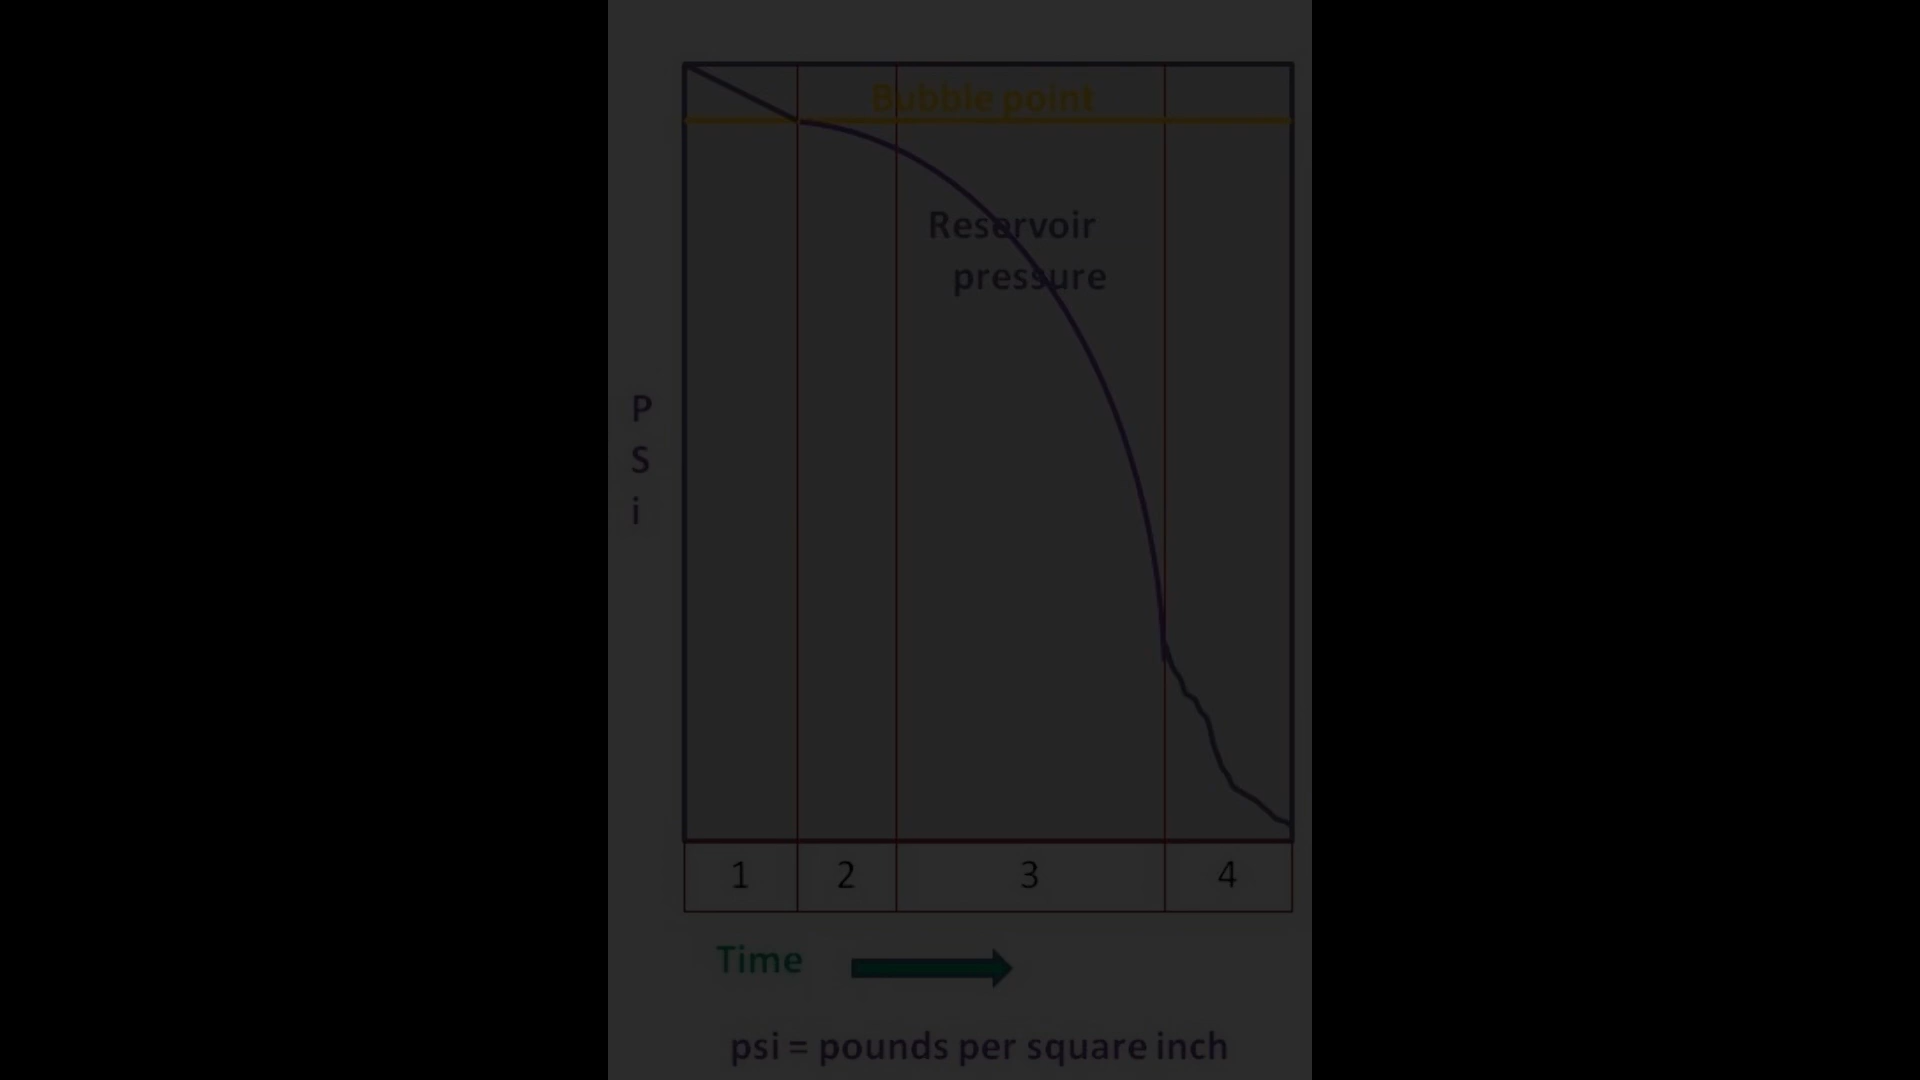 Bubble point
Reservoir
pressure
P
S
i
1 2 3 4
Time
psi = pounds per square inch